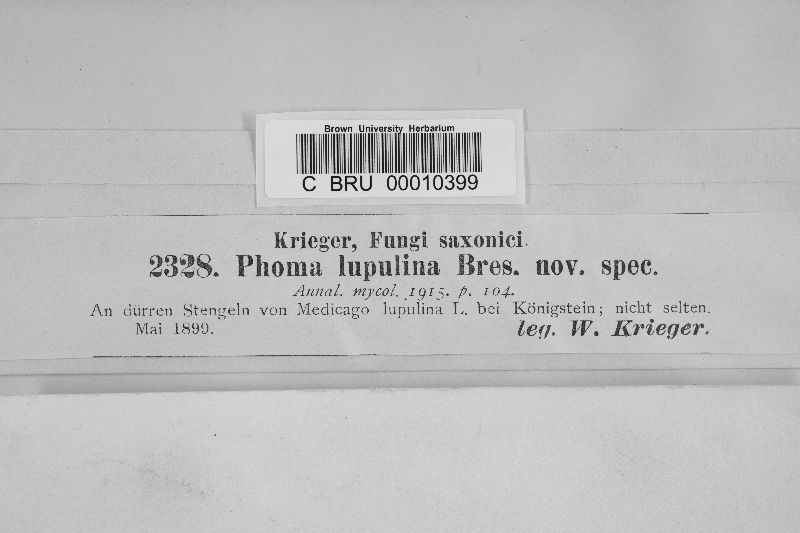 Brown University Herbarium
C BRU 00010399
Krieger, Fungi saxonici.
2328. Phoma lupulina Bres. nov. spec.
Annal. mycol. 1915. p. 104.
An dürren Stengeln von Medicago lupulina L. bei Königstein; nicht selten.
Mai 1899. leg. W. Krieger.